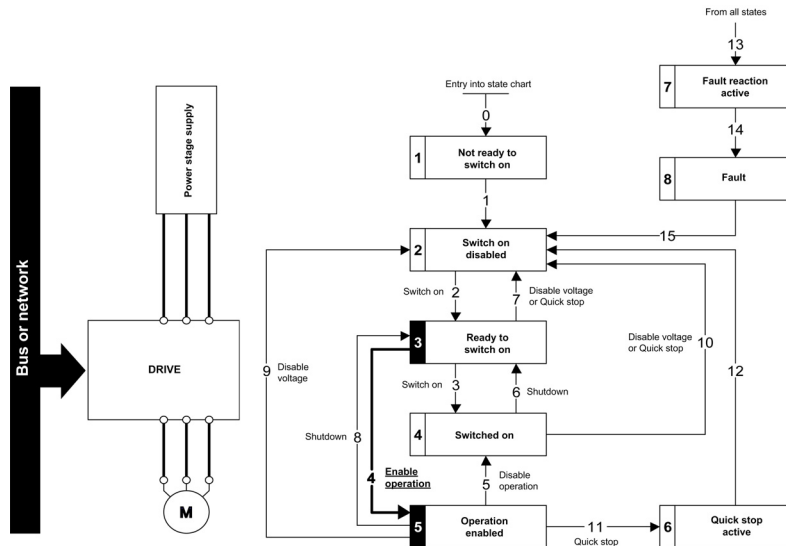 Bus or network
Power stage supply
DRIVE
M
From all states
13
7
Fault reaction
active
14
8
Fault
15
Entry into state chart
0
1
Not ready to
switch on
1
2
Switch on
disabled
Switch on
2
7
Disable voltage
or Quick stop
3
Ready to
switch on
Switch on
3
6
Shutdown
4
Switched on
Disable voltage
or Quick stop
10
12
9
Disable
voltage
Shutdown
8
4
Enable
operation
5
Disable
operation
5
Operation
enabled
11
Quick stop
6
Quick stop
active